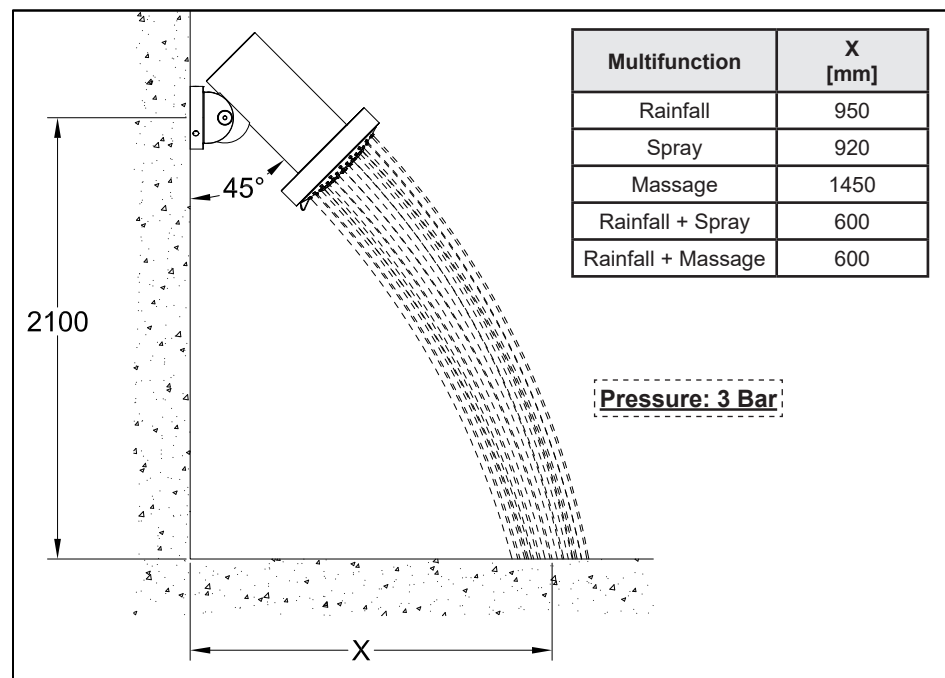 Multifunction X [mm]
Rainfall 950
Spray 920
Massage 1450
Rainfall + Spray 600
Rainfall + Massage 600
45°
2100
Pressure: 3 Bar
X